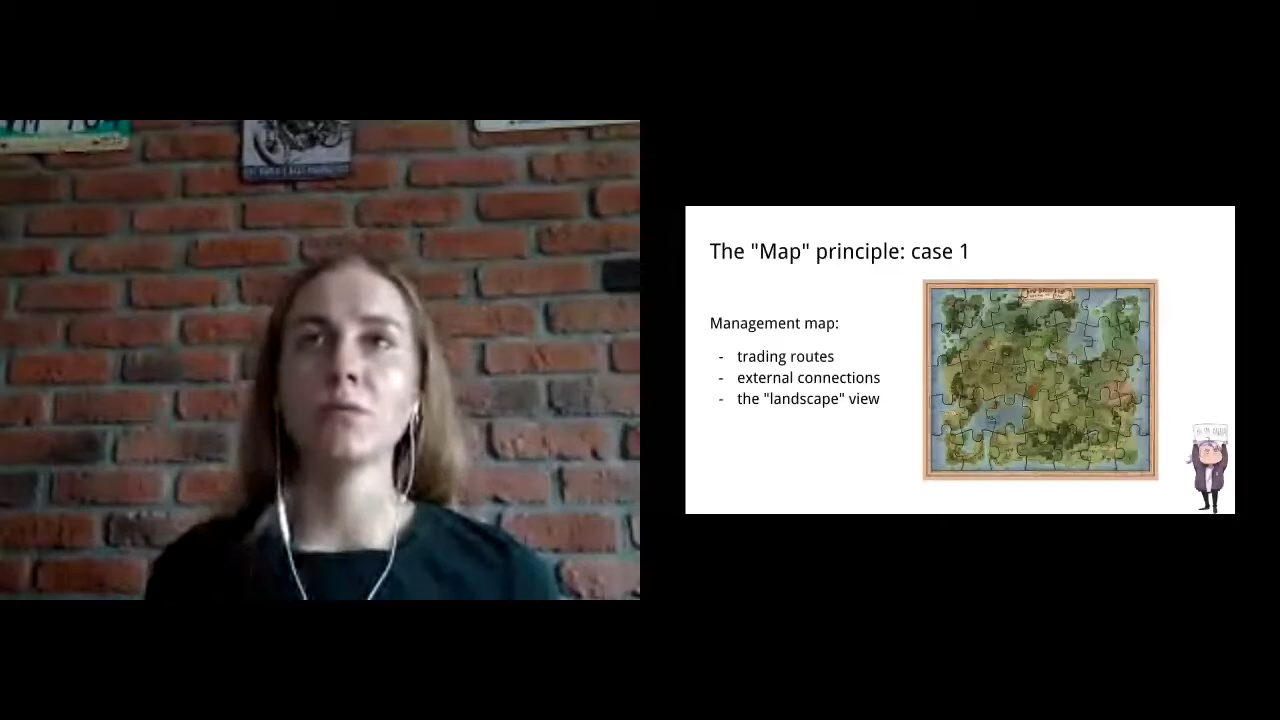 The "Map" principle: case 1
Management map:
- trading routes
- external connections
- the "landscape" view